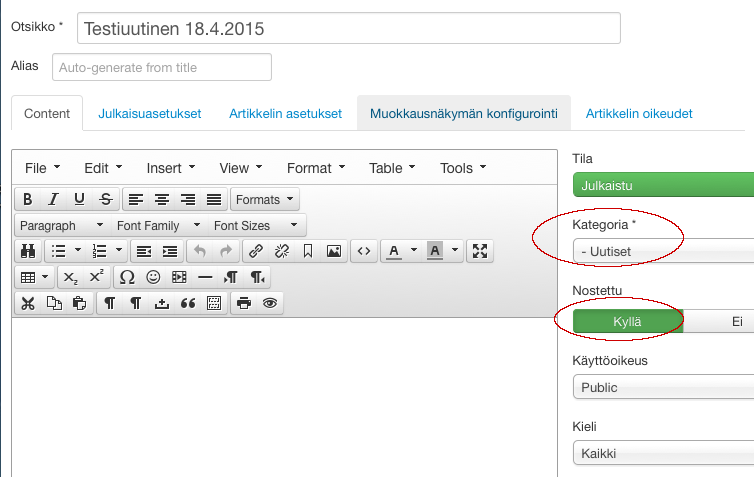 Otsikko * Testiuutinen 18.4.2015
Alias Auto-generate from title
Content Julkaisuasetukset Artikkelin asetukset Muokkausnäkymän konfigurointi Artikkelin oikeudet
File Edit Insert View Format Table Tools
B I U S Formats
Paragraph Font Family Font Sizes
A A
X2 X2 Ω
Tila
Julkaistu
Kategoria *
- Uutiset
Nostettu
Kyllä Ei
Käyttöoikeus
Public
Kieli
Kaikki